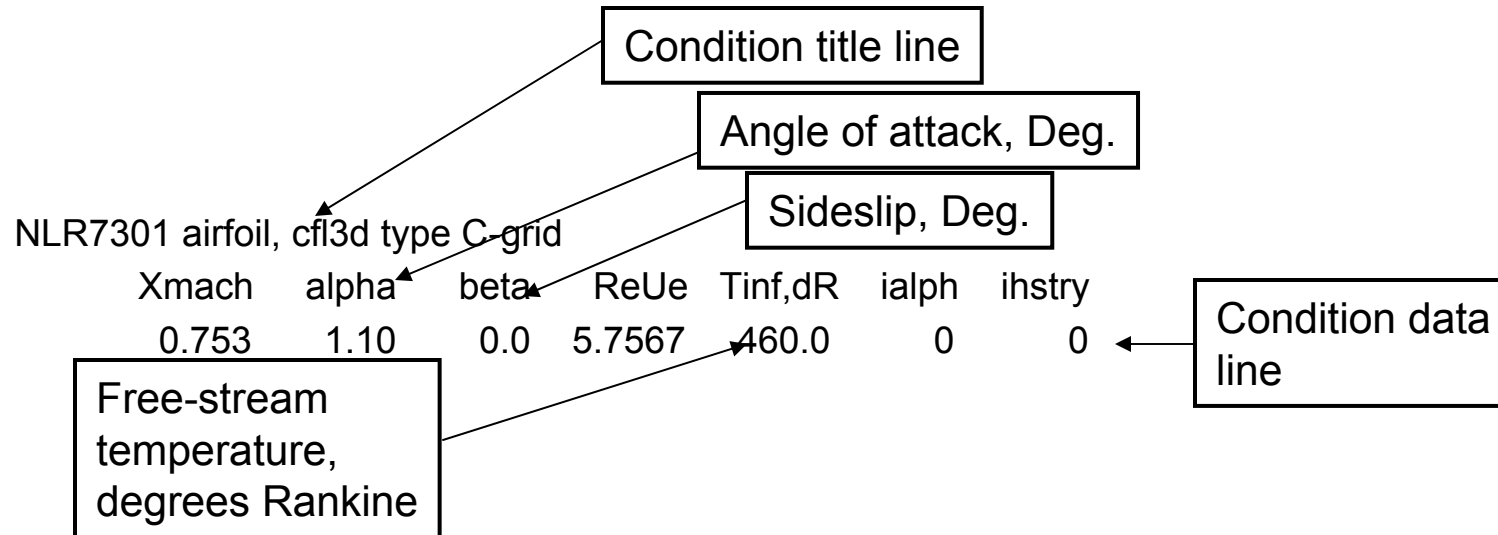 Condition title line
Angle of attack, Deg.
Sideslip, Deg.
NLR7301 airfoil, cfl3d type C-grid
Xmach alpha beta ReUe Tinf,dR ialph ihstry
0.753 1.10 0.0 5.7567 460.0 0 0
Condition data
line
Free-stream
temperature,
degrees Rankine